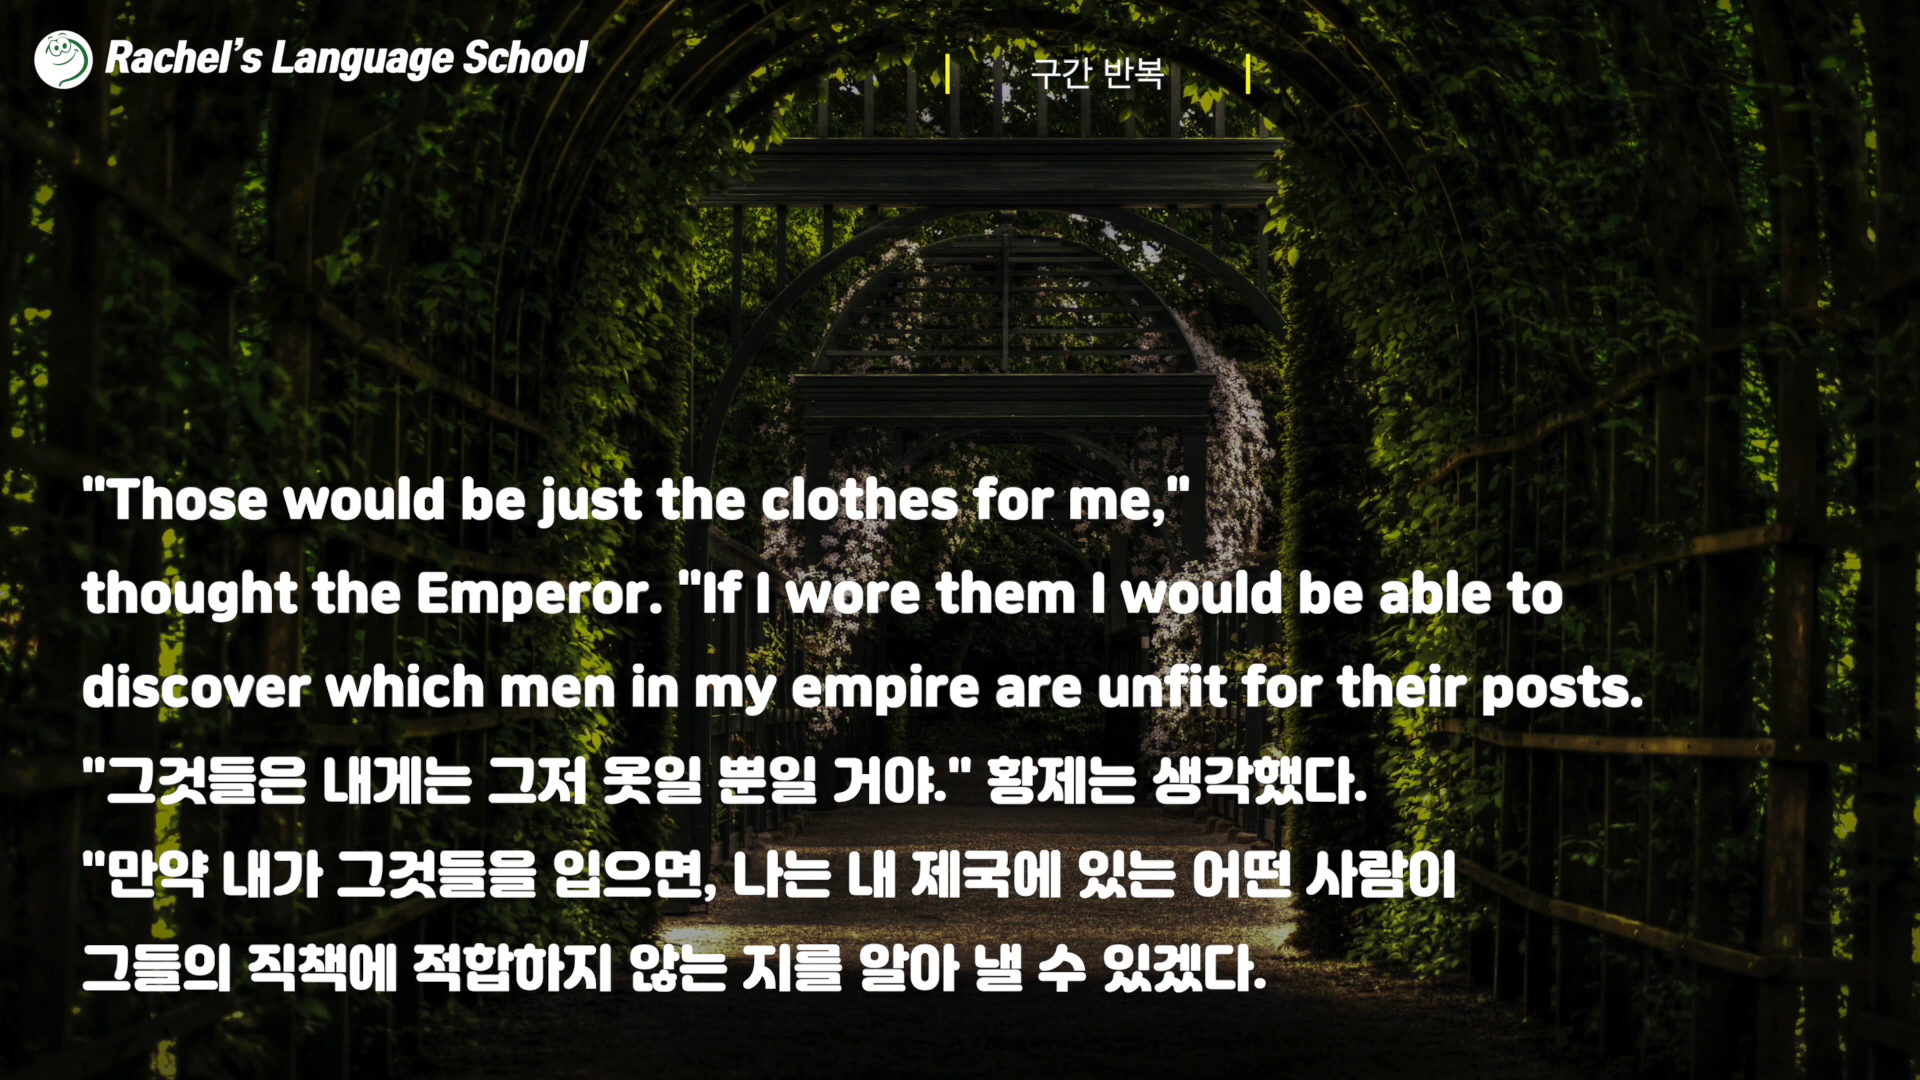 Rachel's Language School
구간 반복
"Those would be just the clothes for me,"
thought the Emperor. "If I wore them I would be able to
discover which men in my empire are unfit for their posts.
"그것들은 내게는 그저 옷일 뿐일 거야." 황제는 생각했다.
"만약 내가 그것들을 입으면, 나는 내 제국에 있는 어떤 사람이
그들의 직책에 적합하지 않는 지를 알아 낼 수 있겠다.